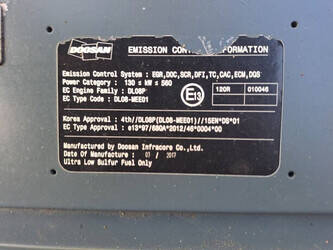 DOOSAN
EMISSION CONTROL INFORMATION
Emission Control System : EGR,DOC,SCR,DFI,TC,CAC,ECM,DQS
Power Category : 130 ≤ kW ≤ 560
EC Engine Family : DL08P
EC Type Code : DL08-MEE01
E13
120R
010046
Korea Approval : 4th//DL08P(DL08-MEE01)//15EN*DS*01
EC Type Approval : e13*97/68QA*2012/46*0004*00
Manufactured by Doosan Infracore Co.,Ltd.
Date of Manufacture : 03 / 2017
Ultra Low Sulfur Fuel Only